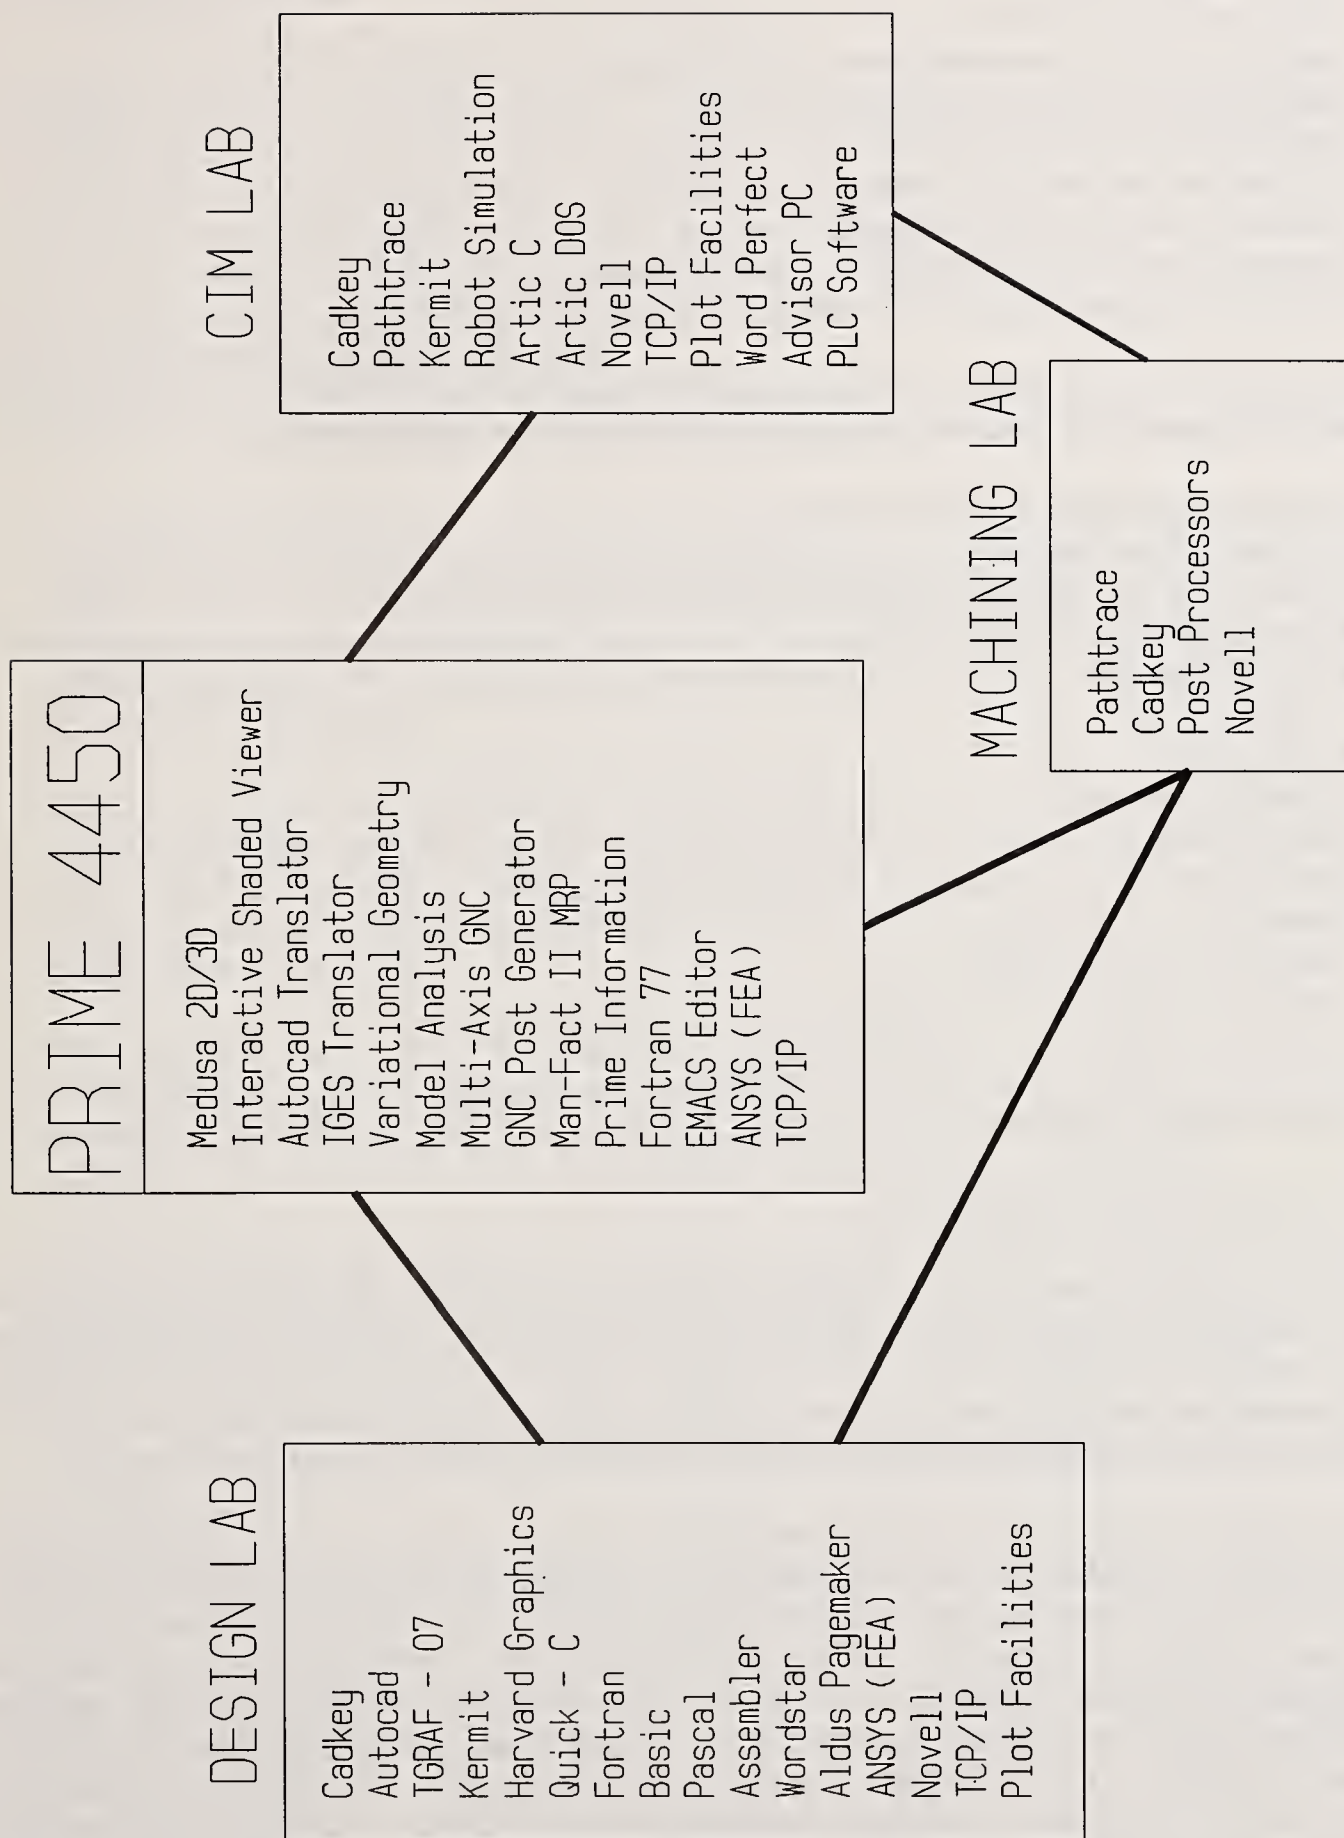 PRIME 4450
Medusa 2D/3D
Interactive Shaded Viewer
Autocad Translator
IGES Translator
Variational Geometry
Model Analysis
Multi-Axis GNC
GNC Post Generator
Man-Fact II MRP
Prime Information
Fortran 77
EMACS Editor
ANSYS (FEA)
TCP/IP
DESIGN LAB
Cadkey
Autocad
TGRAF - 07
Kermit
Harvard Graphics
Quick - C
Fortran
Basic
Pascal
Assembler
Wordstar
Aldus Pagemaker
ANSYS (FEA)
Novell
TCP/IP
Plot Facilities
CIM LAB
Cadkey
Pathtrace
Kermit
Robot Simulation
Artic C
Artic DOS
Novell
TCP/IP
Plot Facilities
Word Perfect
Advisor PC
PLC Software
MACHINING LAB
Pathtrace
Cadkey
Post Processors
Novell